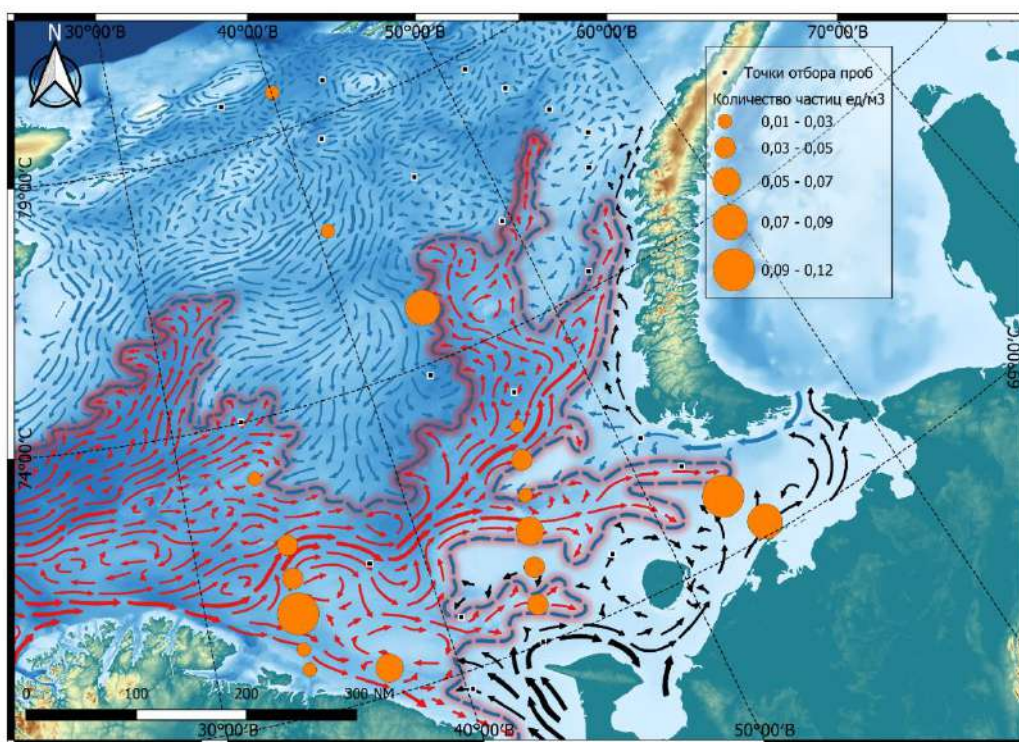 30°00'В
40°00'В
50°00'В
60°00'В
70°00'В
N
Точки отбора проб
Количество частиц ед/м3
0,01 - 0,03
0,03 - 0,05
0,05 - 0,07
0,07 - 0,09
0,09 - 0,12
79°00'С
74°00'С
69°00'С
0 100 200 300 NM
30°00'В
40°00'В
50°00'В